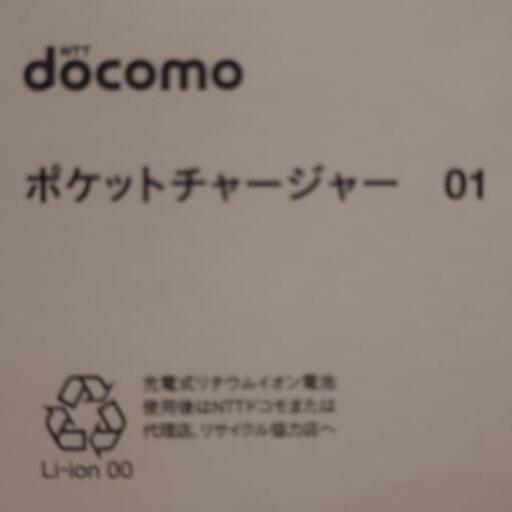 NTT
docomo
ポケットチャージャー 01
充電式リチウムイオン電池
使用後はNTTドコモまたは
代理店、リサイクル協力店へ
Li-ion 00